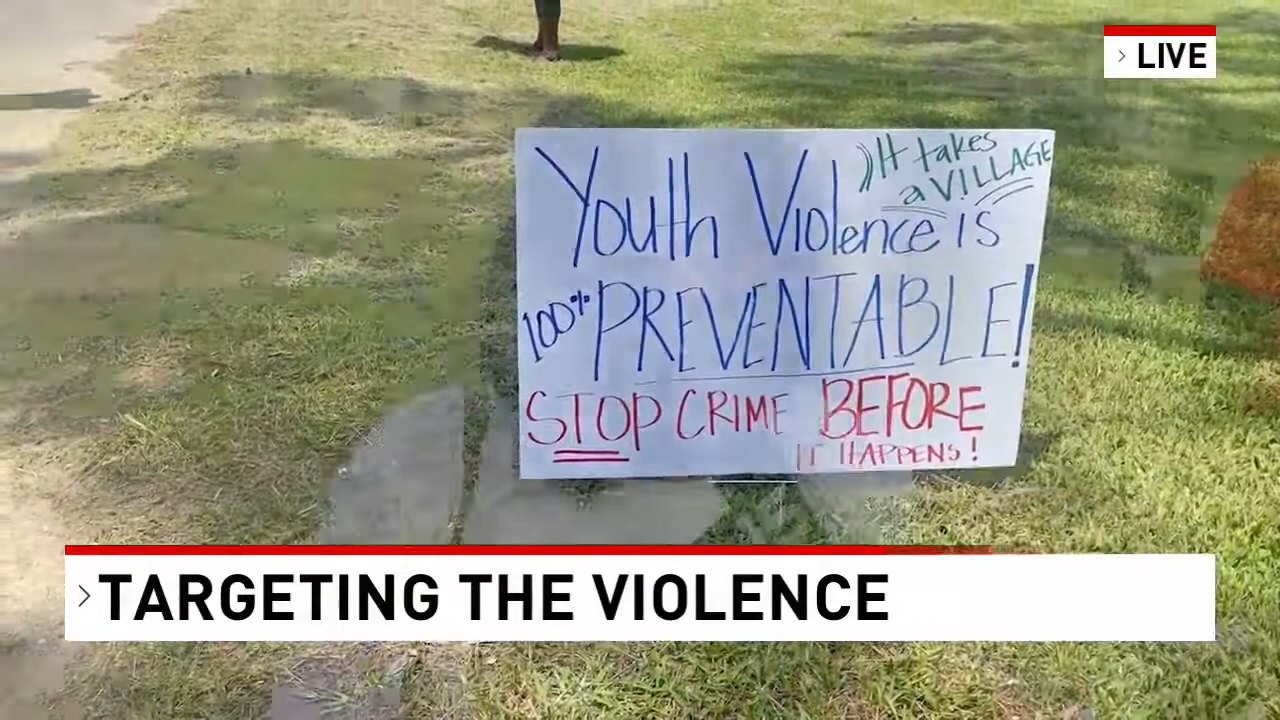 LIVE
It takes
a VILLAGE
Youth Violence is
100% PREVENTABLE!
STOP CRIME BEFORE
IT HAPPENS!
TARGETING THE VIOLENCE